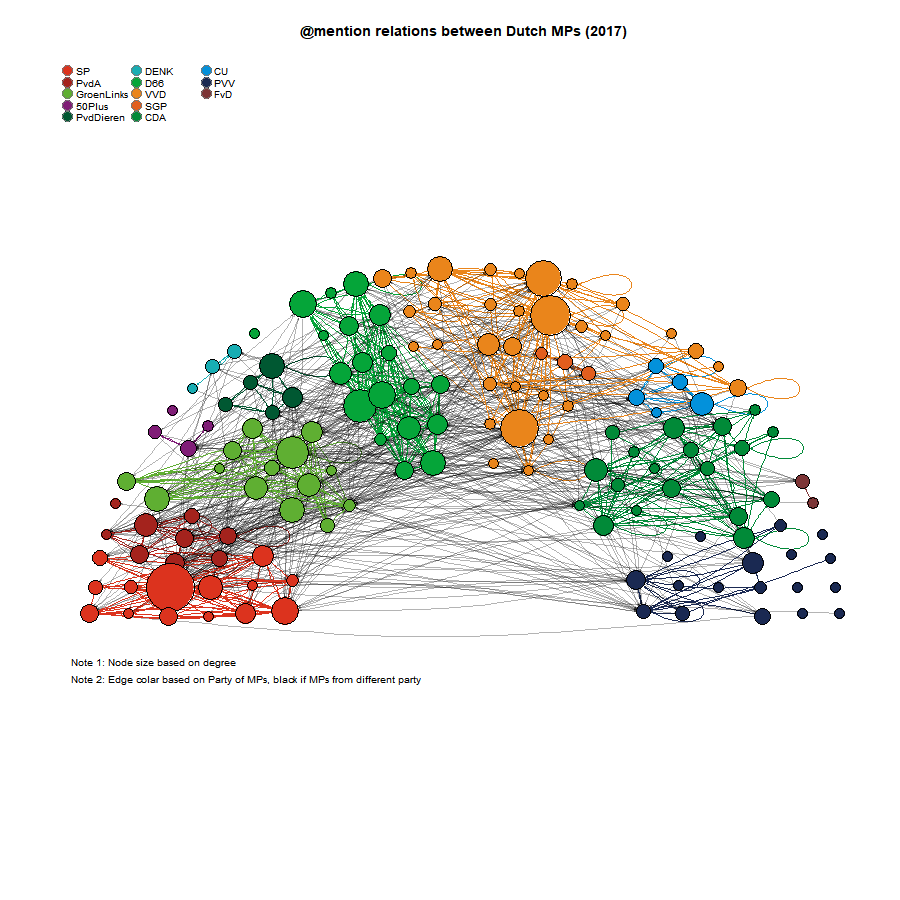 @mention relations between Dutch MPs (2017)
SP DENK CU
PvdA D66 PVV
GroenLinks VVD FvD
50Plus SGP
PvdDieren CDA
Note 1: Node size based on degree
Note 2: Edge colar based on Party of MPs, black if MPs from different party